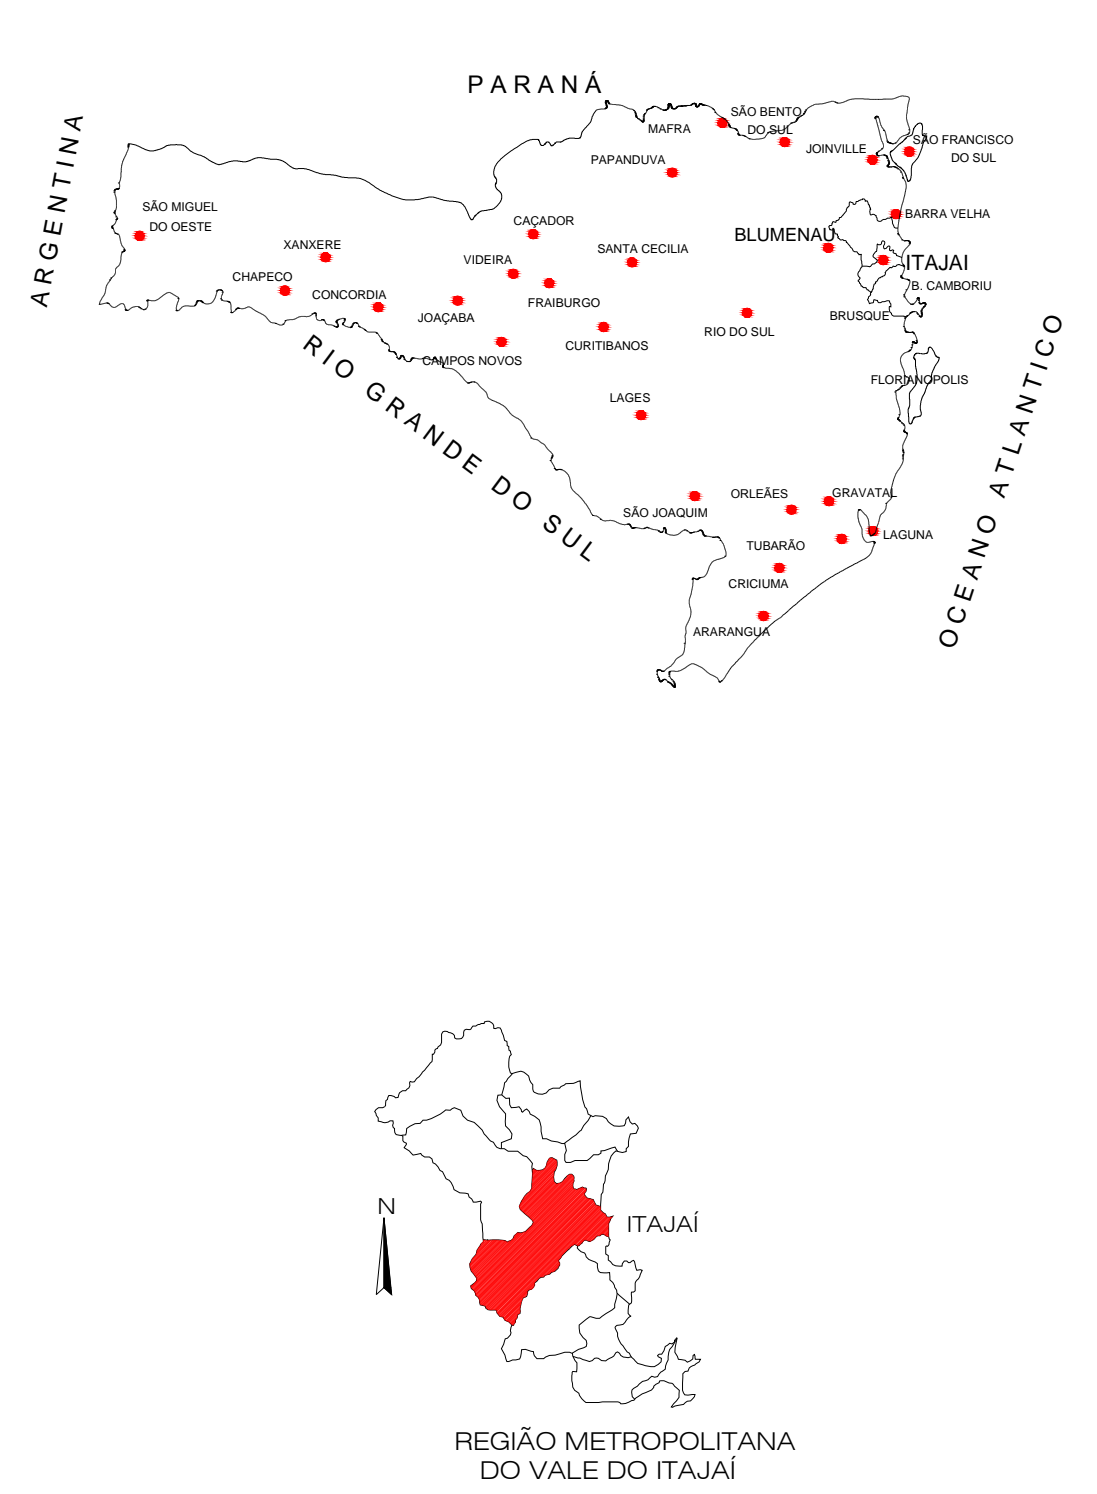 PARANÁ
ARGENTINA
SÃO BENTO
DO SUL
MAFRA
SÃO FRANCISCO
DO SUL
JOINVILLE
PAPANDUVA
SÃO MIGUEL
DO OESTE
BARRA VELHA
CAÇADOR
BLUMENAU
XANXERE
SANTA CECILIA
VIDEIRA
ITAJAI
CHAPECO
B. CAMBORIU
CONCORDIA
FRAIBURGO
JOAÇABA
BRUSQUE
RIO DO SUL
CURITIBANOS
CAMPOS NOVOS
RIO GRANDE DO SUL
FLORIANOPOLIS
OCEANO ATLANTICO
LAGES
ORLEÃES
GRAVATAL
SÃO JOAQUIM
LAGUNA
TUBARÃO
CRICIUMA
ARARANGUA
N
ITAJAÍ
REGIÃO METROPOLITANA
DO VALE DO ITAJAÍ